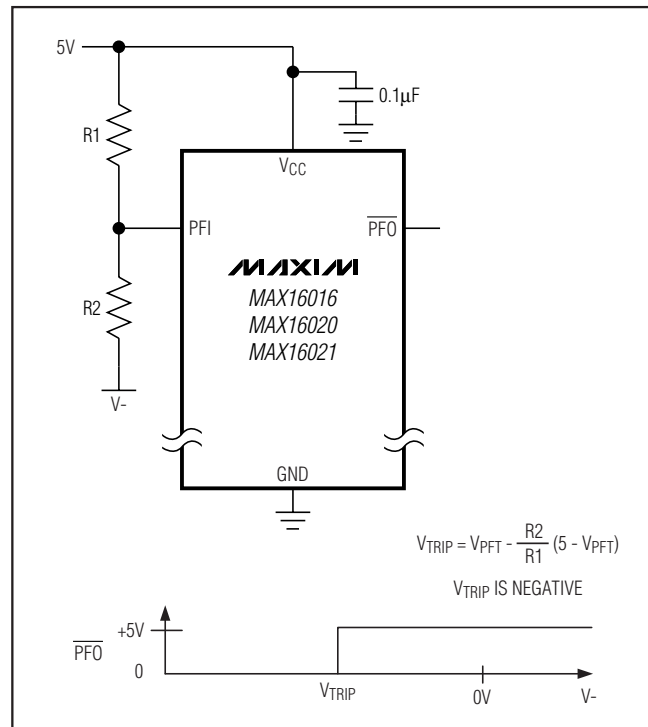 5V
0.1μF
R1
VCC
PFI
PFO
MAXIM
MAX16016
MAX16020
MAX16021
R2
V-
GND
VTRIP = VPFT - R2/R1 (5 - VPFT)
VTRIP IS NEGATIVE
+5V
PFO
0
VTRIP
0V
V-